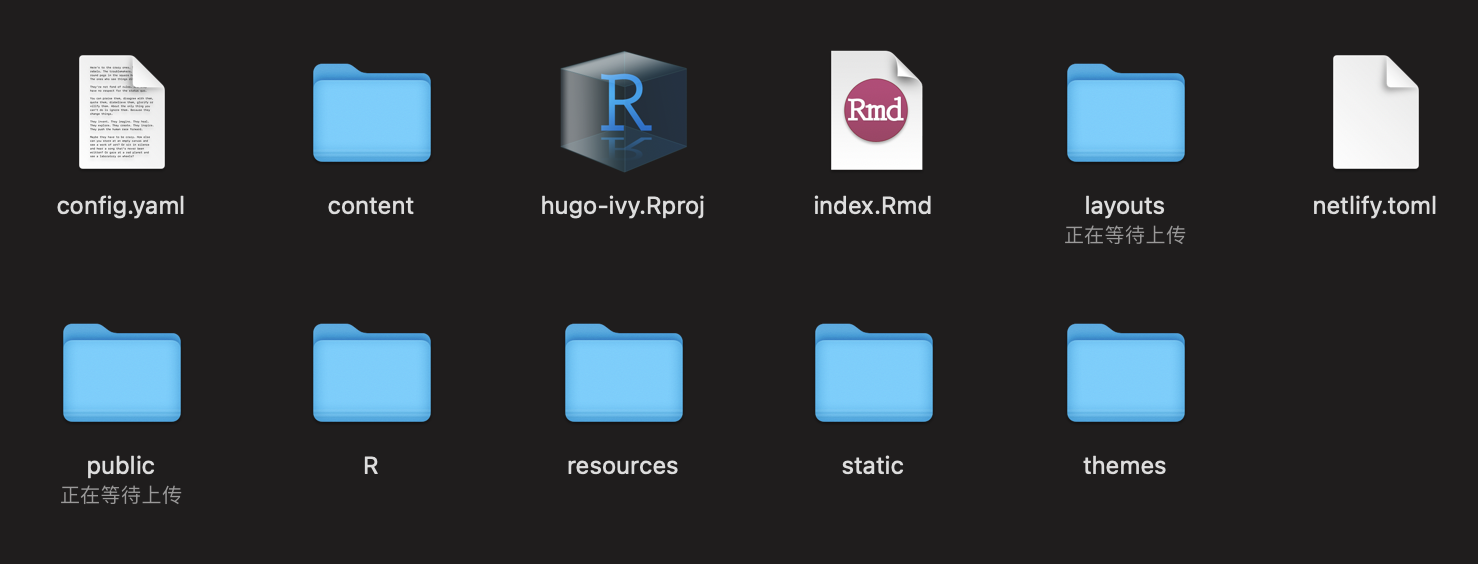 Rmd
config.yaml
content
hugo-ivy.Rproj
index.Rmd
layouts
netlify.toml
正在等待上传
public
R
resources
static
themes
正在等待上传